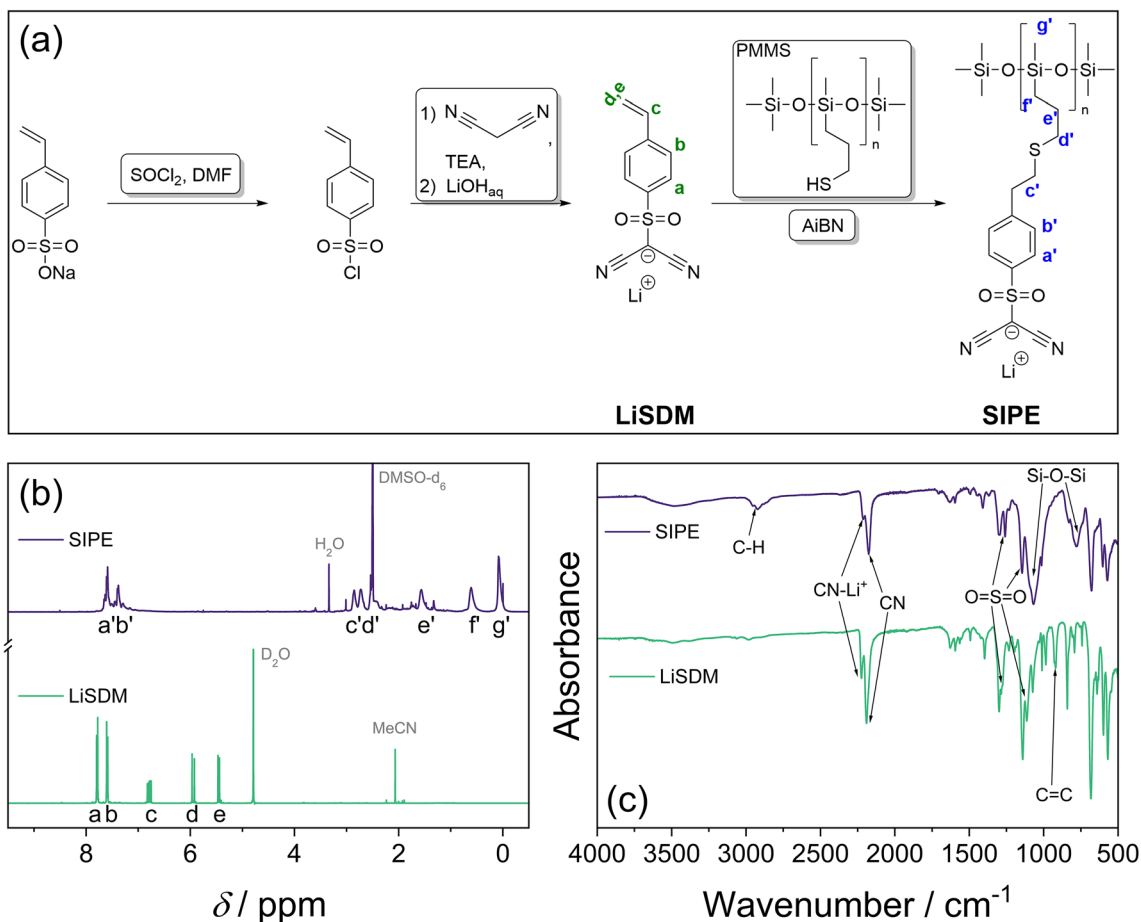 (a)
SOCl2, DMF
ONa
O=S=O
Cl
O=S=O
1) N N ,
TEA,
2) LiOHaq
d,e
c
b
a
O=S=O
N N
Li+
LiSDM
PMMS
Si O Si O Si
n
HS
AiBN
g'
Si O Si O Si
n
f'
e'
d'
S
c'
b'
a'
O=S=O
N N
Li+
SIPE
(b)
DMSO-d6
SIPE
H2O
a' b' c' d' e' f' g'
D2O
LiSDM
MeCN
a b c d e
8 6 4 2 0
δ / ppm
Absorbance
Si-O-Si
SIPE
C-H
CN-Li+
CN
O=S=O
LiSDM
C=C
(c)
4000 3500 3000 2500 2000 1500 1000 500
Wavenumber / cm-1